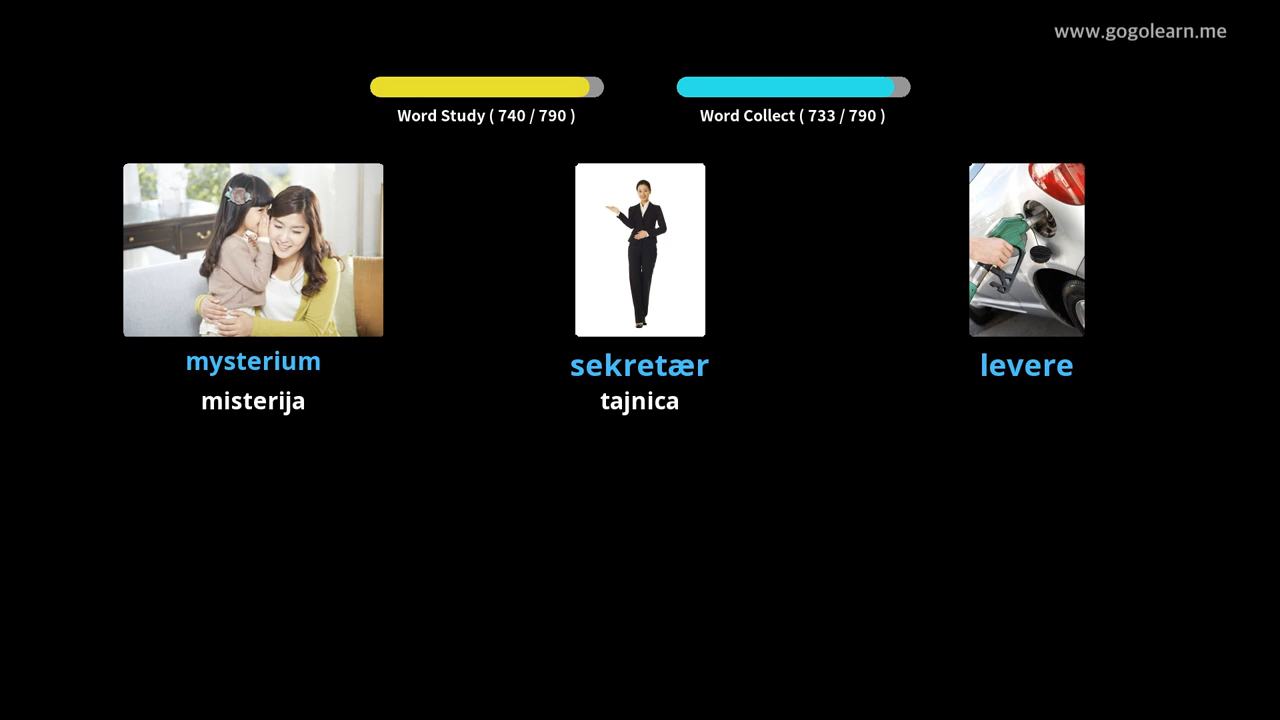 www.gogolearn.me
Word Study ( 740 / 790 )
Word Collect ( 733 / 790 )
mysterium
misterija
sekretær
tajnica
levere